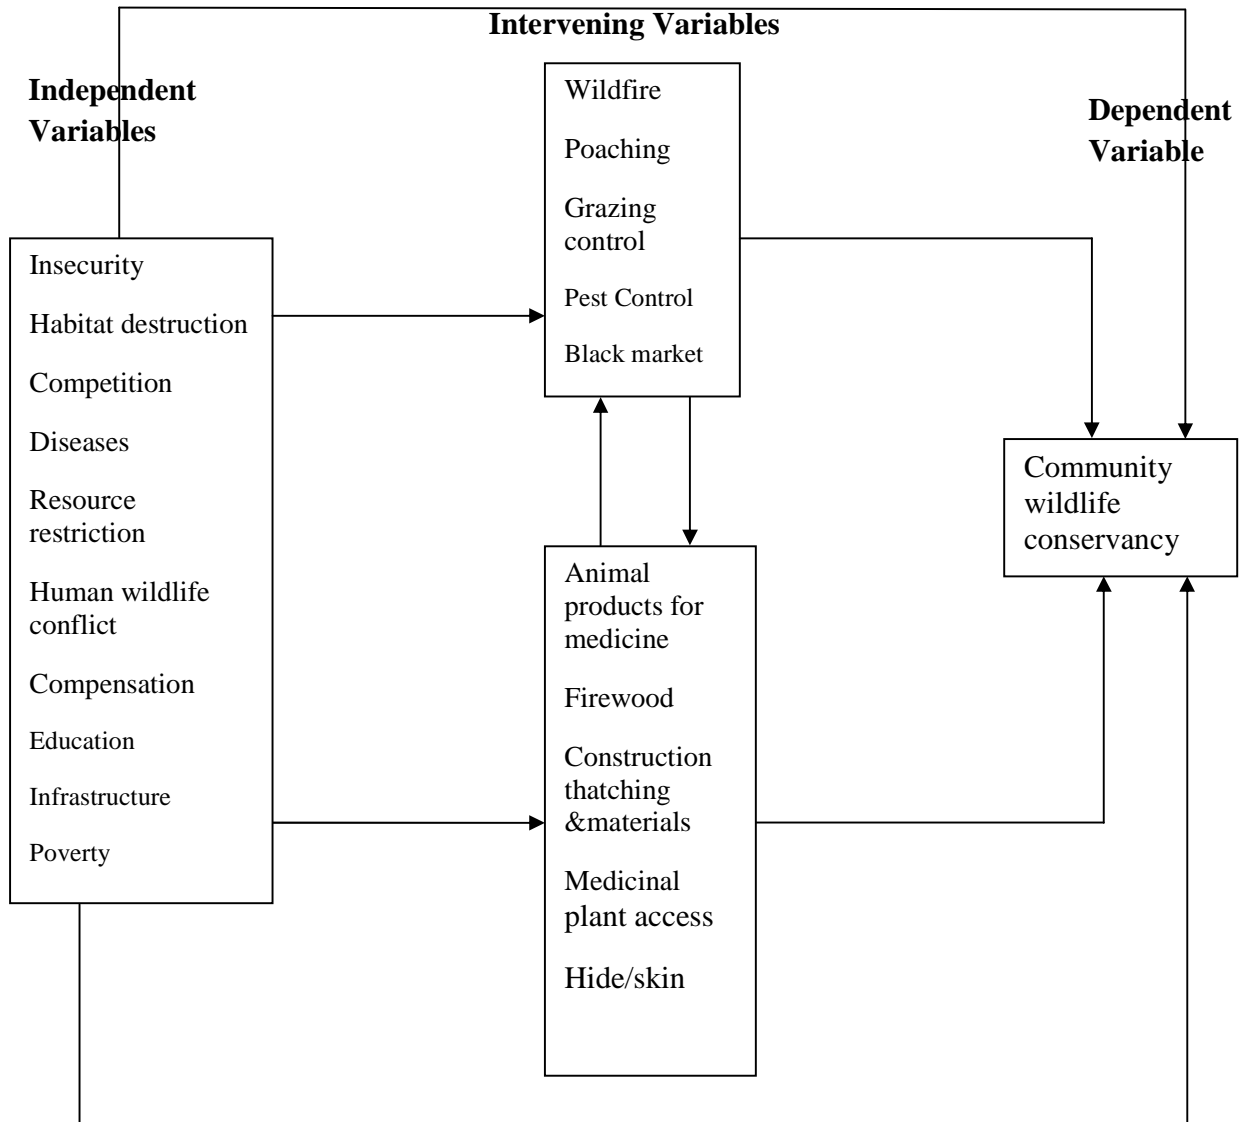 Intervening Variables
Independent
Variables
Dependent
Variable
Insecurity
Habitat destruction
Competition
Diseases
Resource
restriction
Human wildlife
conflict
Compensation
Education
Infrastructure
Poverty
Wildfire
Poaching
Grazing
control
Pest Control
Black market
Animal
products for
medicine
Firewood
Construction
thatching
&materials
Medicinal
plant access
Hide/skin
Community
wildlife
conservancy